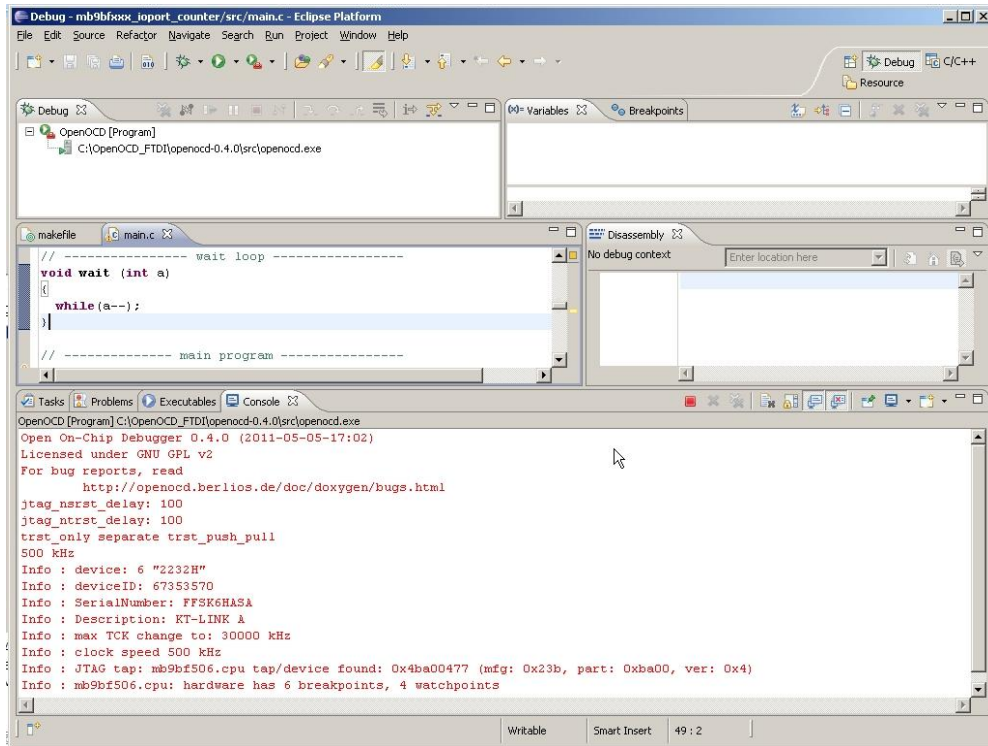 Debug - mb9bfxxx_ioport_counter/src/main.c - Eclipse Platform
File Edit Source Refactor Navigate Search Run Project Window Help
Debug C/C++
Resource
Debug
(x)= Variables Breakpoints
OpenOCD [Program]
C:\OpenOCD_FTDI\openocd-0.4.0\src\openocd.exe
makefile main.c
Disassembly
// ---------------- wait loop -----------------
void wait (int a)
{
while(a--);
}
// -------------- main program ----------------
No debug context Enter location here
Tasks Problems Executables Console
OpenOCD [Program] C:\OpenOCD_FTDI\openocd-0.4.0\src\openocd.exe
Open On-Chip Debugger 0.4.0 (2011-05-05-17:02)
Licensed under GNU GPL v2
For bug reports, read
http://openocd.berlios.de/doc/doxygen/bugs.html
jtag_nsrst_delay: 100
jtag_ntrst_delay: 100
trst_only separate trst_push_pull
500 kHz
Info : device: 6 "2232H"
Info : deviceID: 67353570
Info : SerialNumber: FFSK6HASA
Info : Description: KT-LINK A
Info : max TCK change to: 30000 kHz
Info : clock speed 500 kHz
Info : JTAG tap: mb9bf506.cpu tap/device found: 0x4ba00477 (mfg: 0x23b, part: 0xba00, ver: 0x4)
Info : mb9bf506.cpu: hardware has 6 breakpoints, 4 watchpoints
Writable Smart Insert 49 : 2